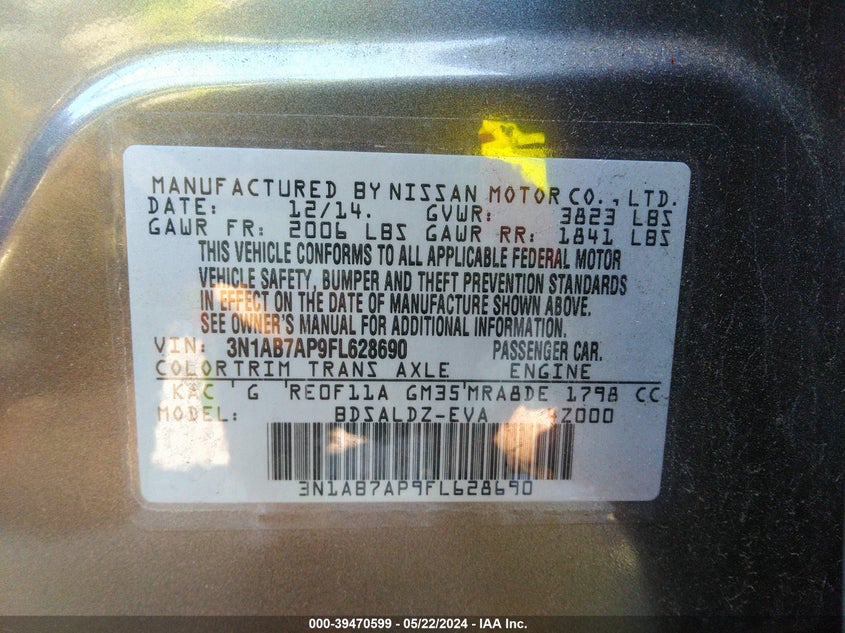 MANUFACTURED BY NISSAN MOTOR CO., LTD.
DATE: 12/14. GVWR: 3823 LBS
GAWR FR: 2006 LBS GAWR RR: 1841 LBS
THIS VEHICLE CONFORMS TO ALL APPLICABLE FEDERAL MOTOR
VEHICLE SAFETY, BUMPER AND THEFT PREVENTION STANDARDS
IN EFFECT ON THE DATE OF MANUFACTURE SHOWN ABOVE.
SEE OWNER'S MANUAL FOR ADDITIONAL INFORMATION.
VIN: 3N1AB7AP9FL628690 PASSENGER CAR.
COLOR TRIM TRANS AXLE ENGINE
KAC G RE0F11A GM35 MRA8DE 1798 CC
MODEL: BDSALDZ-EVA
3N1AB7AP9FL628690
000-39470599 - 05/22/2024 - IAA Inc.